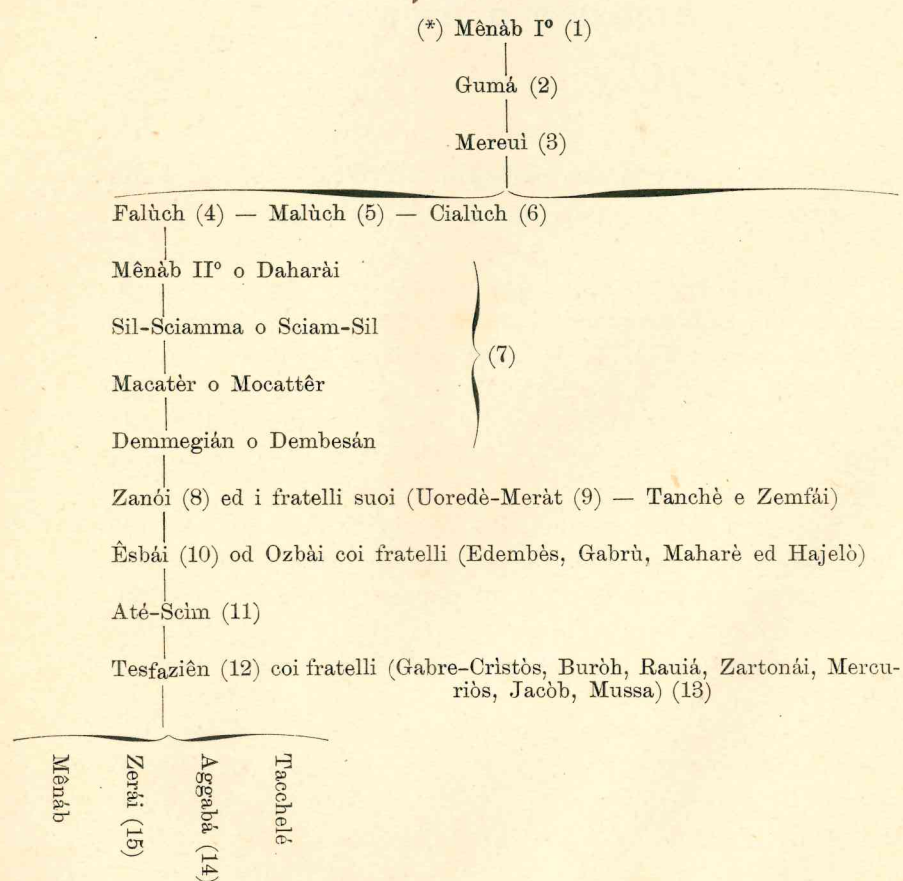 (*) Mênàb Iº (1)
Gumá (2)
Mereuì (3)
Falùch (4) — Malùch (5) — Cialùch (6)
Mênàb IIº o Daharài
Sil-Sciamma o Sciam-Sil
(7)
Macatèr o Mocattêr
Demmegián o Dembesán
Zanói (8) ed i fratelli suoi (Uoredè-Meràt (9) — Tanchè e Zemfái)
Êsbái (10) od Ozbài coi fratelli (Edembès, Gabrù, Maharè ed Hajelò)
Até-Scìm (11)
Tesfaziên (12) coi fratelli (Gabre-Cristòs, Buròh, Rauiá, Zartonái, Mercu-
riòs, Jacòb, Mussa) (13)
Mênáb
Zerái (15)
Aggabá (14)
Tacchelé